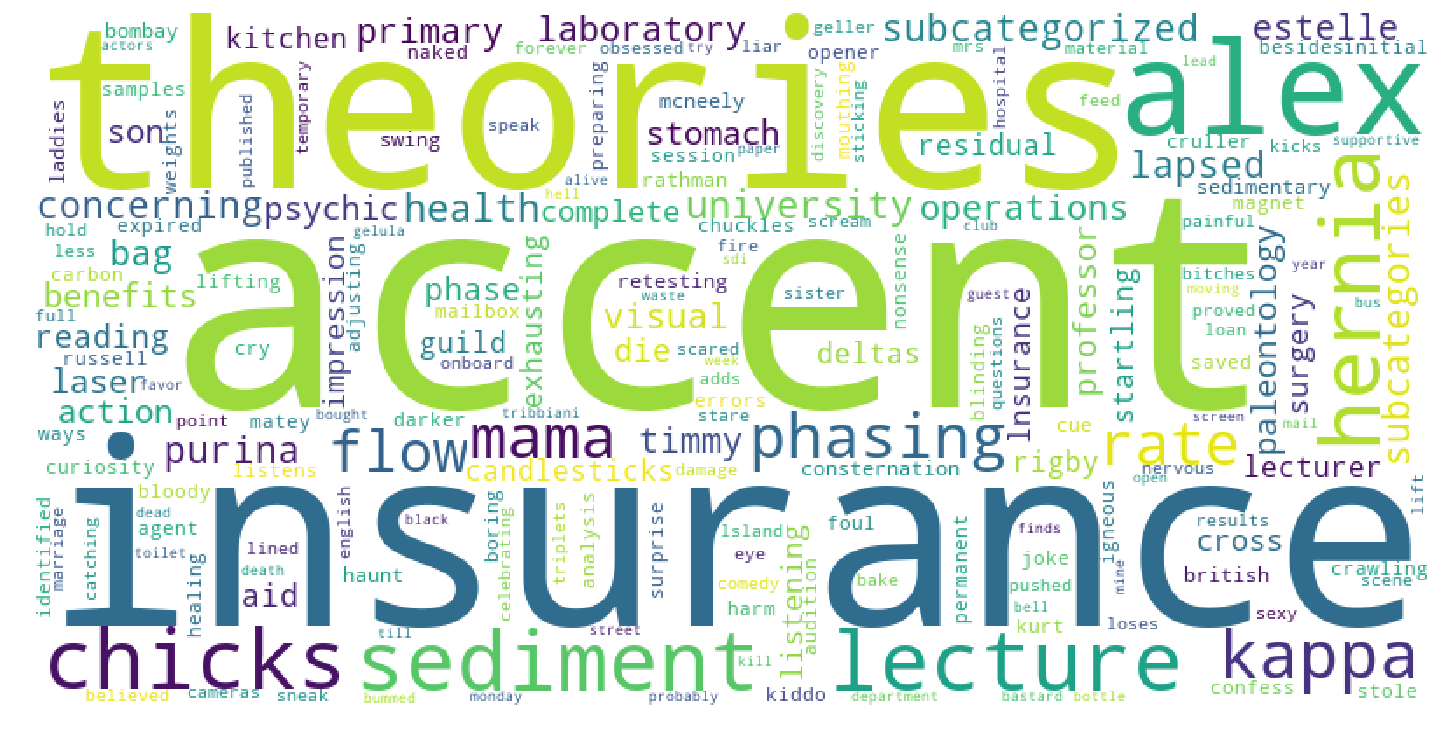 bombay
actors
kitchen
primary
naked
laboratory
forever
obsessed
try
liar
geller
opener
subcategorized
mrs
material
estelle
besidesinitial
theories
alex
lead
samples
laddies
son
weights
published
temporary
swing
speak
preparing
mcneely
stomach
session
paper
discovery
mouthing
sticking
hospital
feed
residual
cruller
kicks
supportive
lapsed
alive
rathman
hell
sedimentary
concerning
psychic
health
complete
university
operations
magnet
hold
expired
gelula
chuckles
scream
club
painful
accent
hernia
less
bag
fire
sdi
carbon
lifting
impression
adjusting
phase
exhausting
retesting
waste
sister
nonsense
guest
professor
startling
bitches
moving
year
bus
benefits
mailbox
visual
insurance
paleontology
surgery
subcategories
full
reading
cry
guild
die
scared
week
deltas
questions
proved
loan
russell
onboard
laser
favor
adds
errors
blinding
saved
action
point
matey
bought
darker
tribbiani
stare
screen
mail
ways
purina
flow
mama
timmy
phasing
cue
rate
curiosity
listens
candlesticks
damage
consternation
rigby
nervous
open
lecturer
insurance
identified
marriage
catching
bloody
dead
agent
toilet
healing
lined
death
aid
english
haunt
black
boring
celebrating
triplets
analysis
surprise
island
eye
comedy
harm
listening
audition
foul
bake
permanent
finds
joke
pushed
bell
kurt
igneous
mine
loses
results
cross
british
sexy
crawling
scene
lift
till
street
chicks
sediment
kill
lecture
kappa
believed
cameras
sneak
bummed
monday
probably
kiddo
department
bastard
bottle
confess
stole